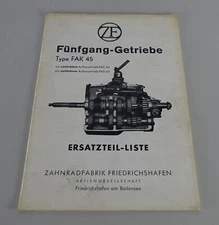 ZF
Fünfgang-Getriebe
Type FAK 45
ERSATZTEIL-LISTE
ZAHNRADFABRIK FRIEDRICHSHAFEN
AKTIENGESELLSCHAFT
Friedrichshafen am Bodensee